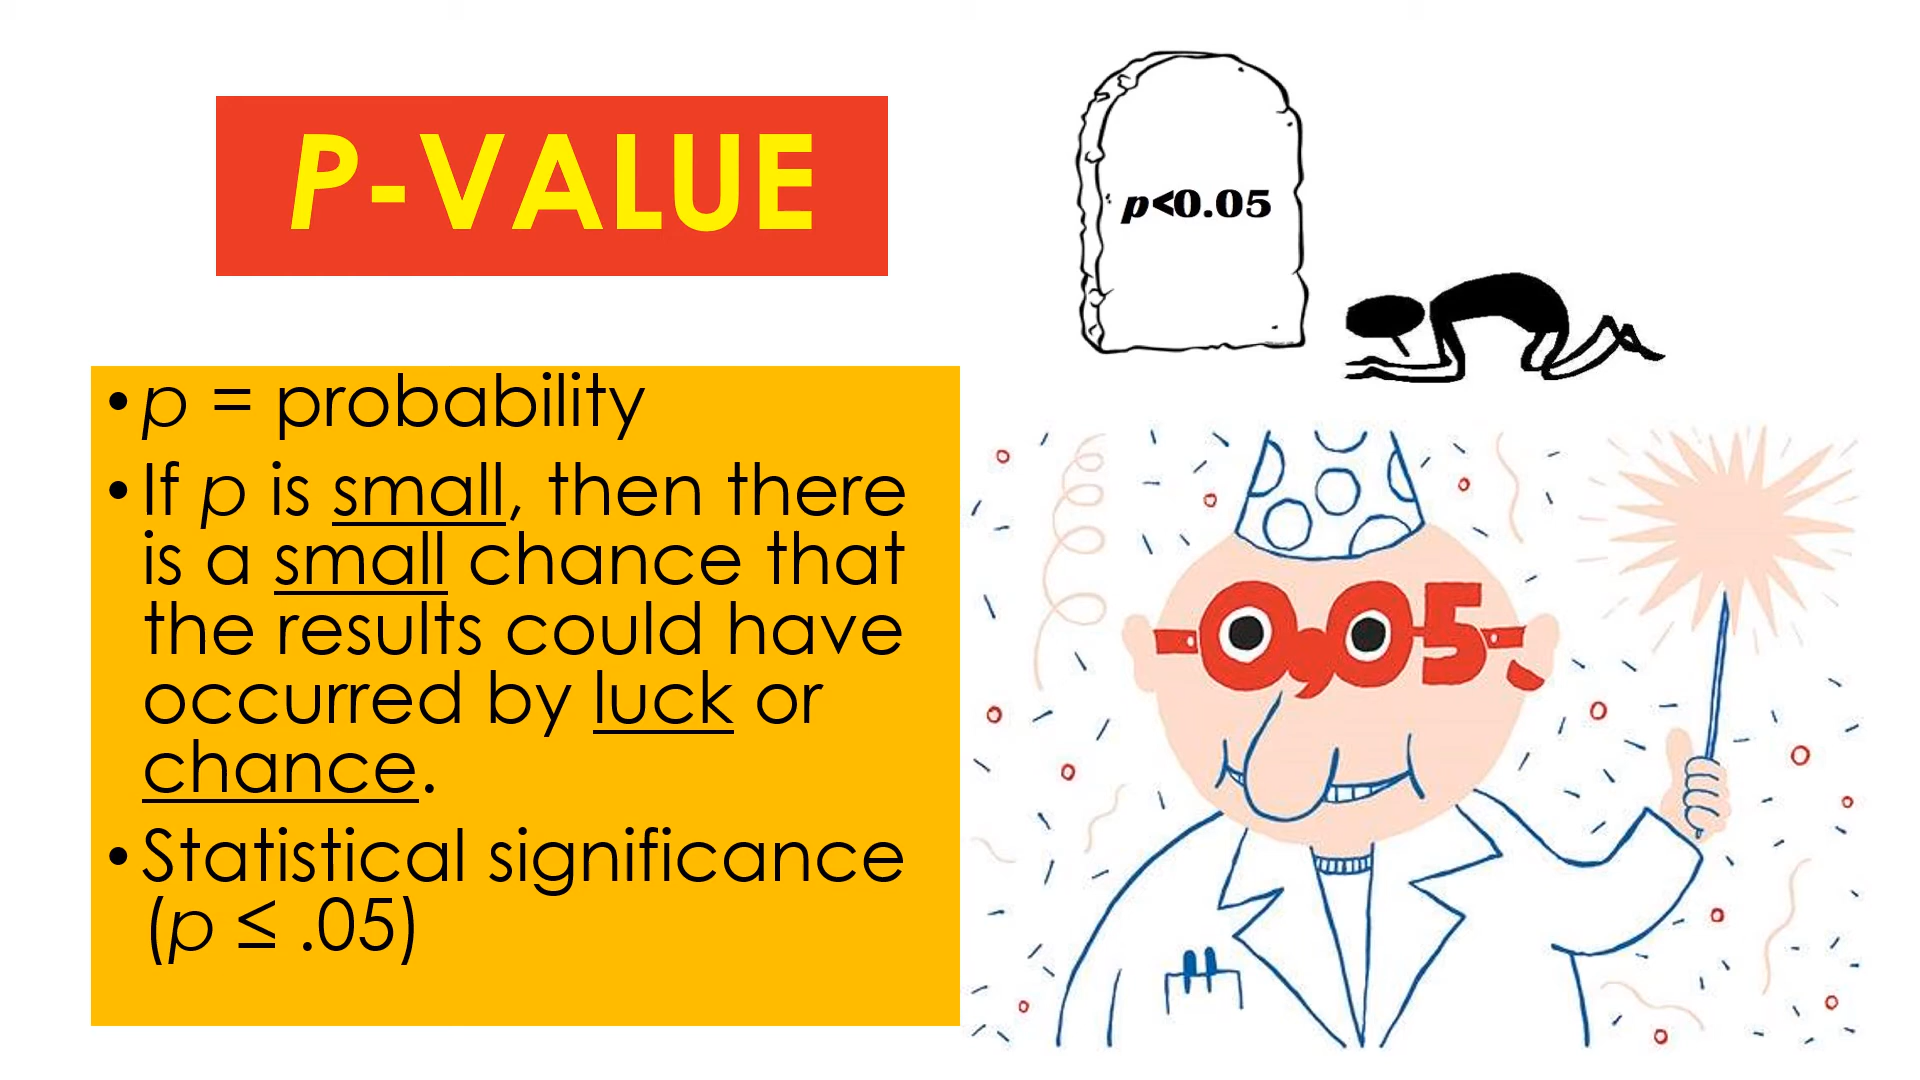 P-VALUE
• p = probability
• If p is small, then there
is a small chance that
the results could have
occurred by luck or
chance.
• Statistical significance
(p ≤ .05)
p<0.05
0,05